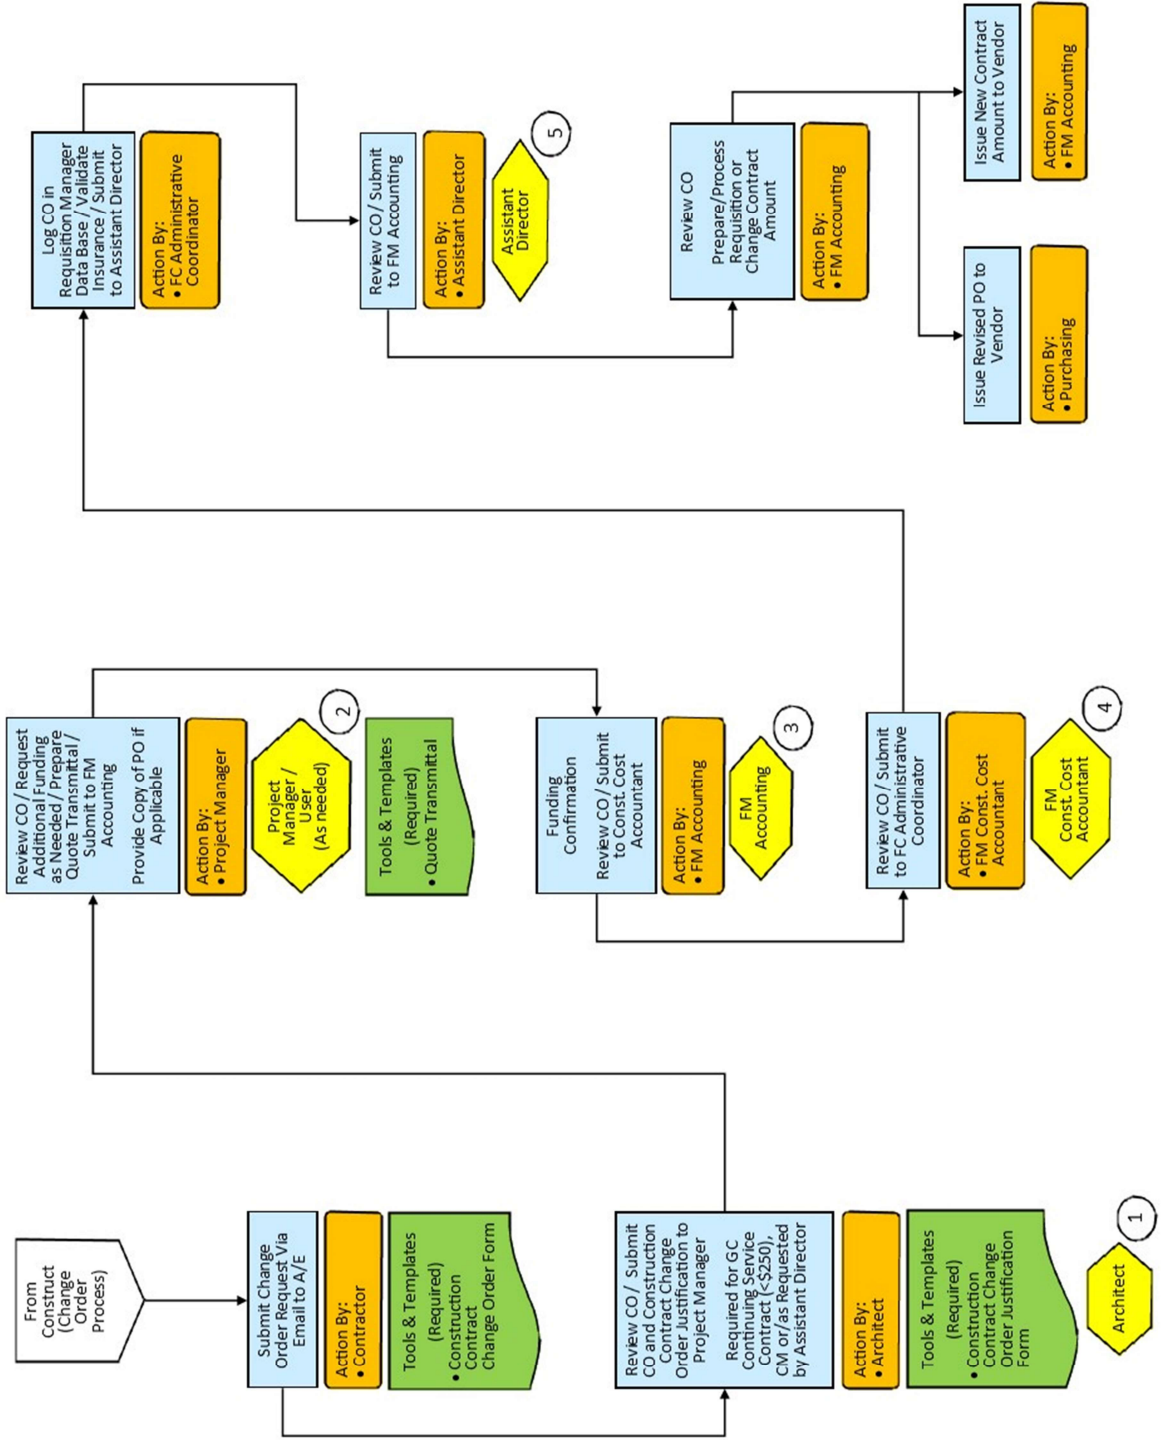 From
Construct
(Change
Order
Process)
Submit Change
Order Request Via
Email to A/E
Action By:
• Contractor
Tools & Templates
(Required)
• Construction
Contract
Change Order Form
Review CO / Submit
CO and Construction
Contract Change
Order Justification to
Project Manager
Required for GC
Continuing Service
Contract (<$250),
CM or/as Requested
by Assistant Director
Action By:
• Architect
Tools & Templates
(Required)
• Construction
Contract Change
Order Justification
Form
Architect
1
Review CO / Request
Additional Funding
as Needed / Prepare
Quote Transmittal /
Submit to FM
Accounting
Provide Copy of PO if
Applicable
Action By:
• Project Manager
Project
Manager /
User
(As needed)
2
Tools & Templates
(Required)
• Quote Transmittal
Funding
Confirmation
Review CO / Submit
to Const. Cost
Accountant
Action By:
• FM Accounting
FM
Accounting
3
Review CO / Submit
to FC Administrative
Coordinator
Action By:
• FM Const. Cost
Accountant
FM
Const. Cost
Accountant
4
Log CO in
Requisition Manager
Data Base / Validate
Insurance / Submit
to Assistant Director
Action By:
• FC Administrative
Coordinator
Review CO / Submit
to FM Accounting
Action By:
• Assistant Director
Assistant
Director
5
Review CO
Prepare/Process
Requisition or
Change Contract
Amount
Action By:
• FM Accounting
Issue Revised PO to
Vendor
Action By:
• Purchasing
Issue New Contract
Amount to Vendor
Action By:
• FM Accounting